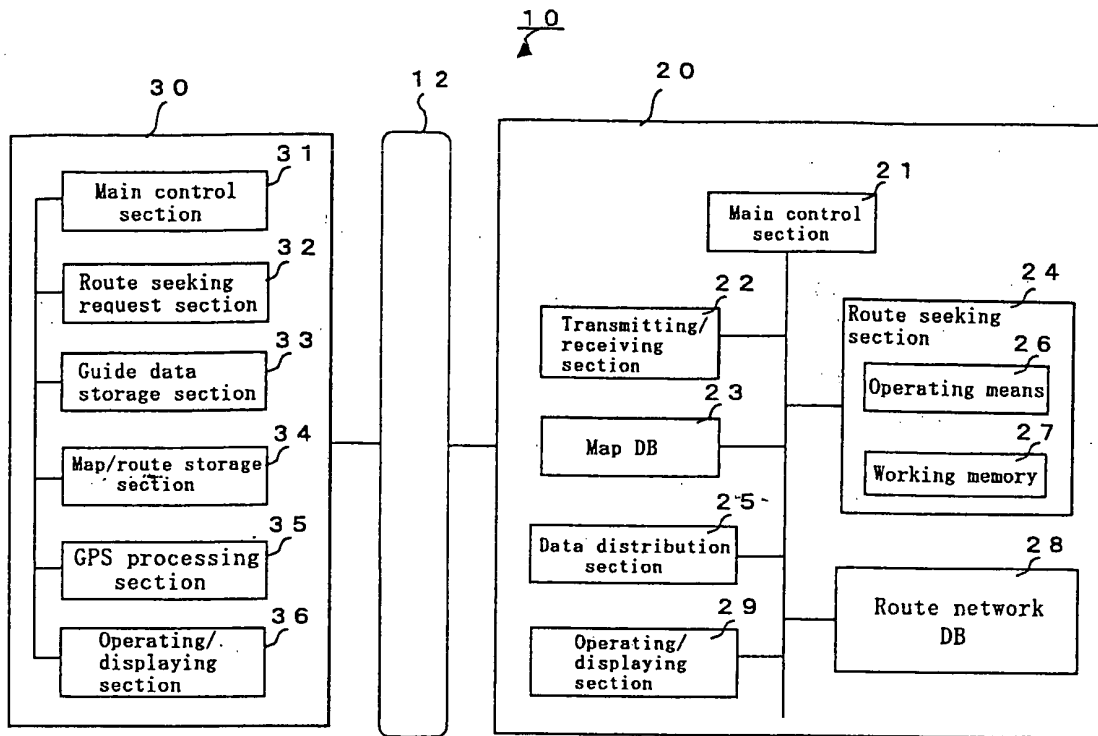 10
30
12
20
31
Main control
section
32
Route seeking
request section
33
Guide data
storage section
34
Map/route storage
section
35
GPS processing
section
36
Operating/
displaying section
21
Main control
section
22
Transmitting/
receiving section
23
Map DB
25
Data distribution
section
29
Operating/
displaying section
24
Route seeking
section
26
Operating means
27
Working memory
28
Route network
DB